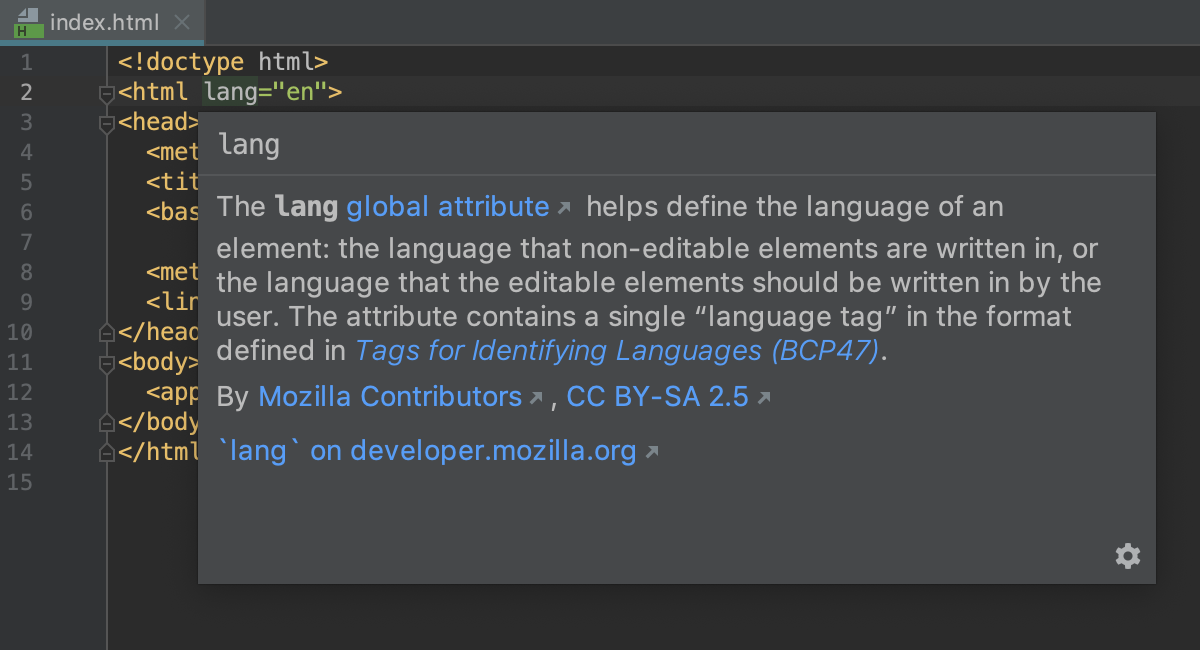 H index.html
1 <!doctype html>
2 <html lang="en">
3 <head>
4 <met
5 <tit
6 <bas
7
8 <met
9 <lin
10 </head
11 <body>
12 <app
13 </body
14 </html
15
lang
The lang global attribute helps define the language of an
element: the language that non-editable elements are written in, or
the language that the editable elements should be written in by the
user. The attribute contains a single “language tag” in the format
defined in Tags for Identifying Languages (BCP47).
By Mozilla Contributors , CC BY-SA 2.5
`lang` on developer.mozilla.org